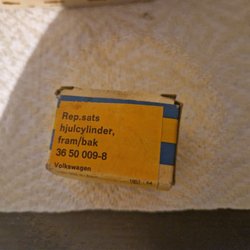 Rep.sats
hjulcylinder,
fram/bak
36 50 009-8
Volkswagen